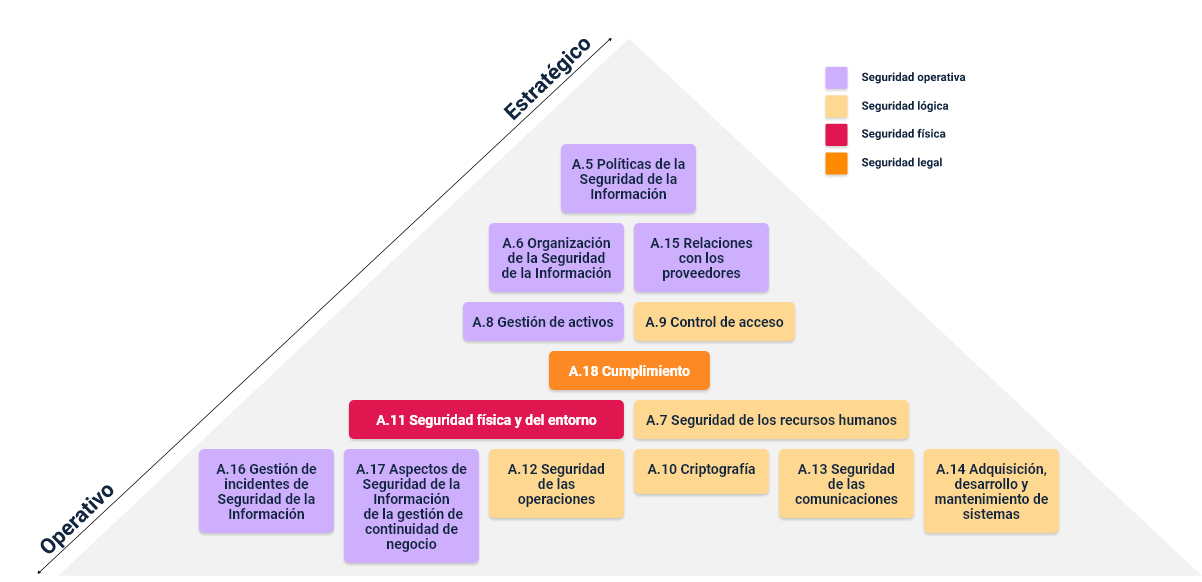 Estratégico
Operativo
Seguridad operativa
Seguridad lógica
Seguridad física
Seguridad legal
A.5 Políticas de la
Seguridad de la
Información
A.6 Organización
de la Seguridad
de la Información
A.15 Relaciones
con los
proveedores
A.8 Gestión de activos
A.9 Control de acceso
A.18 Cumplimiento
A.11 Seguridad física y del entorno
A.7 Seguridad de los recursos humanos
A.16 Gestión de
incidentes de
Seguridad de la
Información
A.17 Aspectos de
Seguridad de la
Información
de la gestión de
continuidad de
negocio
A.12 Seguridad
de las
operaciones
A.10 Criptografía
A.13 Seguridad
de las
comunicaciones
A.14 Adquisición,
desarrollo y
mantenimiento de
sistemas